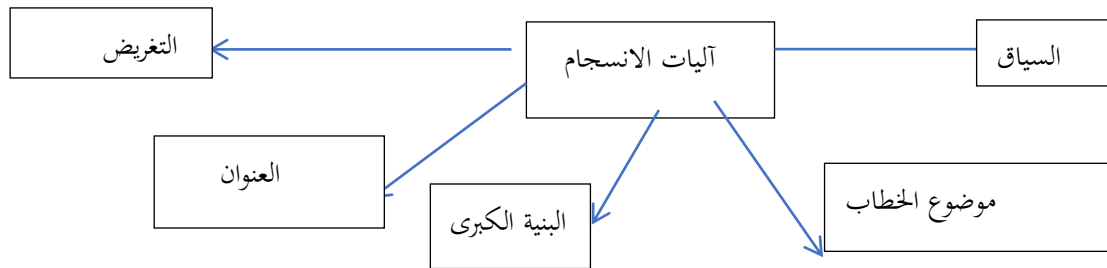 السياق
آليات الانسجام
التغريض
العنوان
البنية الكبرى
موضوع الخطاب